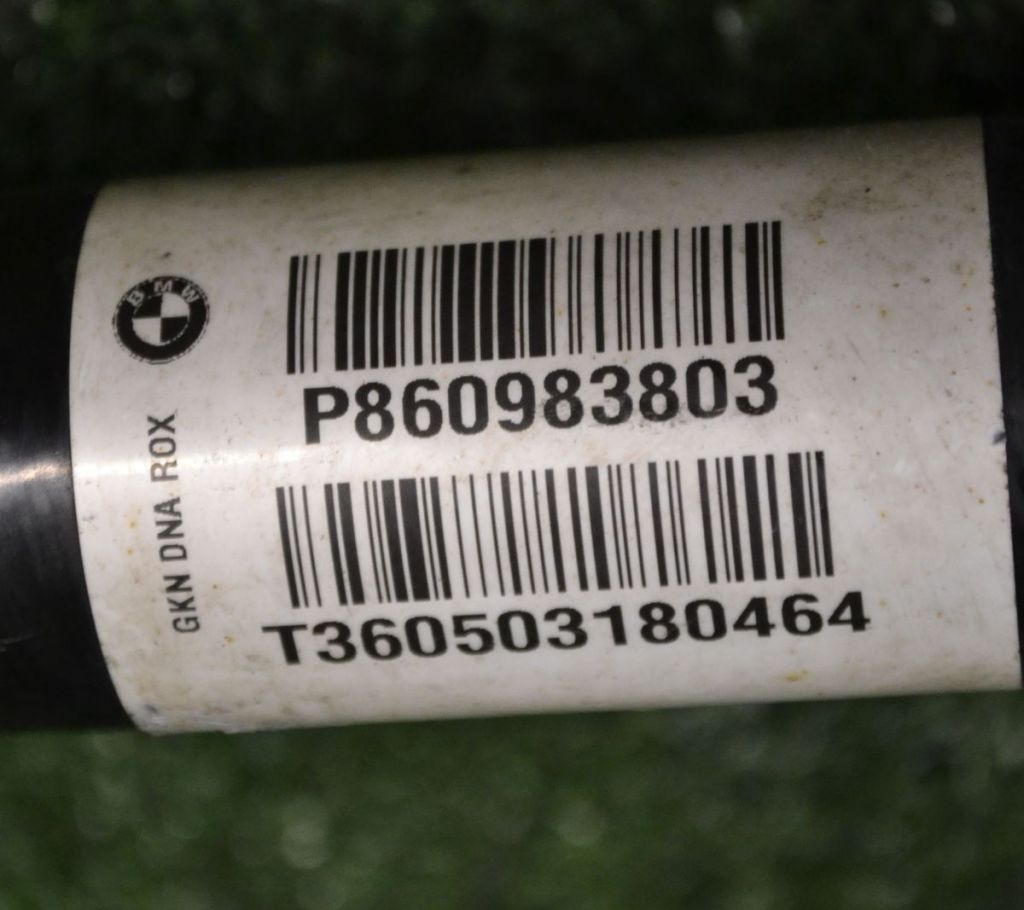 BMW
P860983803
GKN DNA ROX
T360503180464